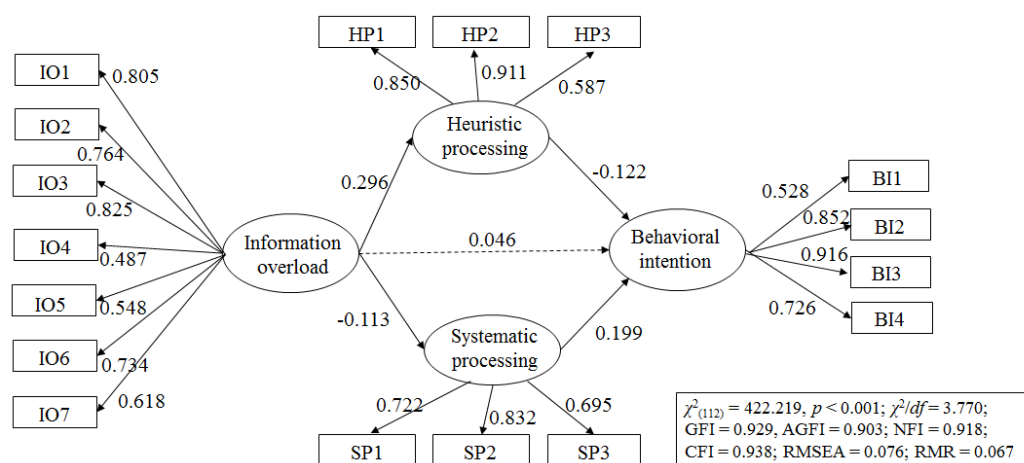 HP1
HP2
HP3
IO1
0.805
0.850
0.911
0.587
IO2
Heuristic
processing
0.764
IO3
0.296
-0.122
BI1
0.825
0.528
IO4
Information
overload
0.046
Behavioral
intention
0.852
BI2
0.487
0.916
BI3
IO5
0.548
-0.113
0.726
BI4
Systematic
processing
0.199
IO6
0.734
0.618
IO7
0.722
0.832
0.695
SP1
SP2
SP3
χ²₍₁₁₂₎ = 422.219, p < 0.001; χ²/df = 3.770;
GFI = 0.929, AGFI = 0.903; NFI = 0.918;
CFI = 0.938; RMSEA = 0.076; RMR = 0.067